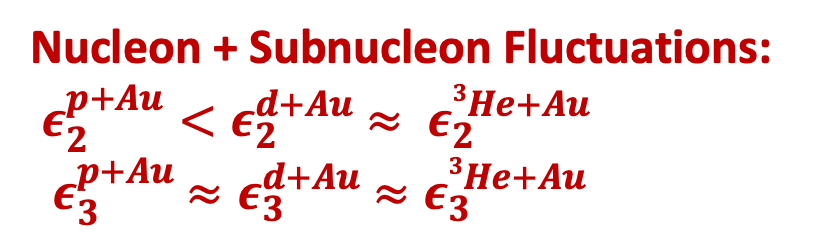 Nucleon + Subnucleon Fluctuations:
ϵ₂^{p+Au} < ϵ₂^{d+Au} ≈ ϵ₂^{³He+Au}
ϵ₃^{p+Au} ≈ ϵ₃^{d+Au} ≈ ϵ₃^{³He+Au}